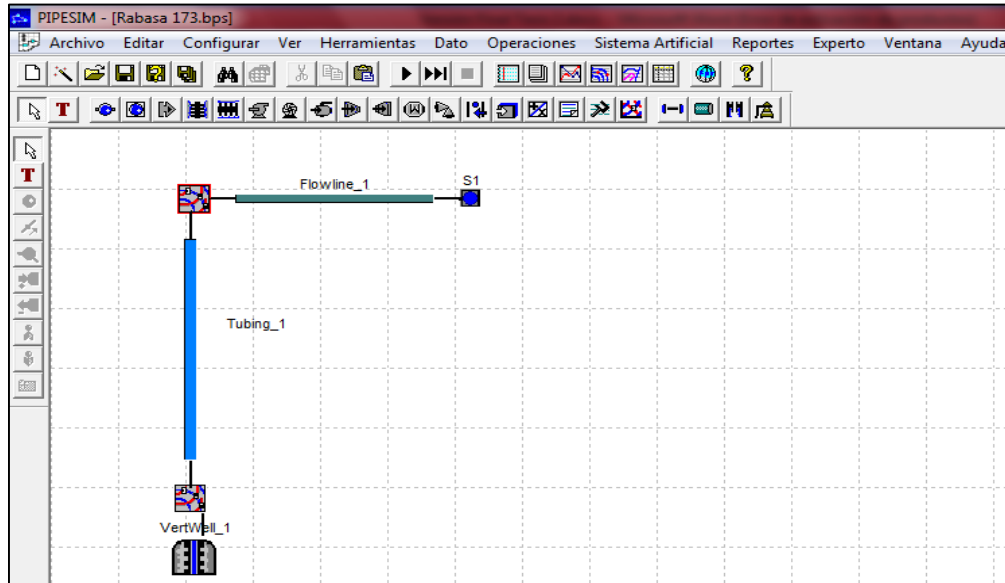 PIPESIM - [Rabasa 173.bps]
Archivo Editar Configurar Ver Herramientas Dato Operaciones Sistema Artificial Reportes Experto Ventana Ayuda
T
T
Flowline_1
S1
Tubing_1
VertWell_1